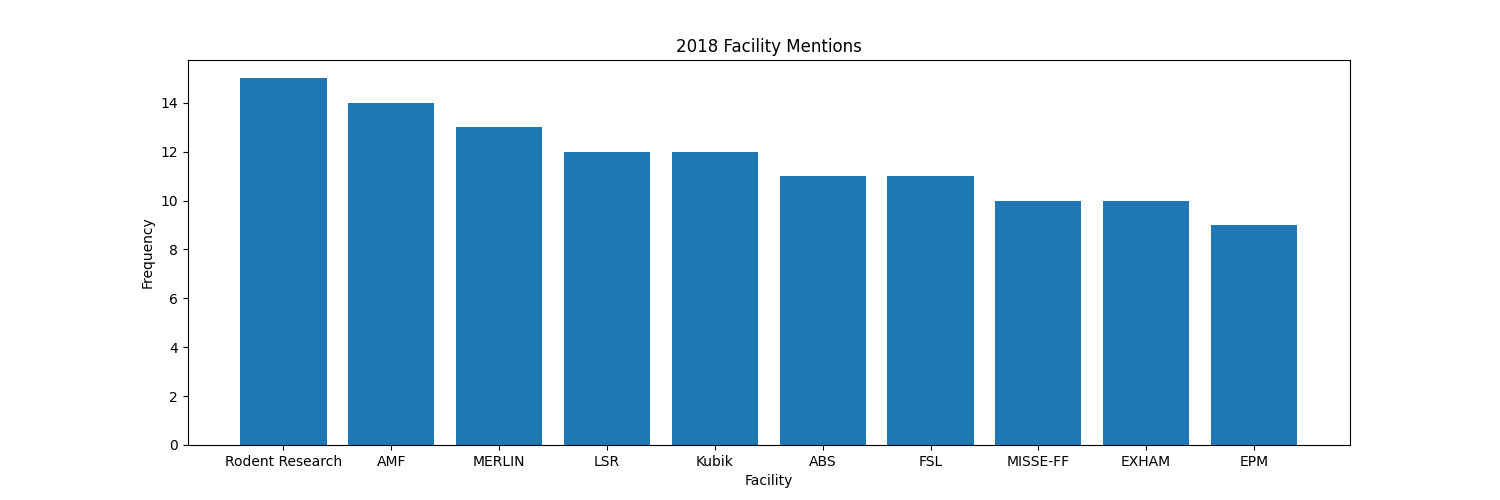 2018 Facility Mentions
Frequency
14
12
10
8
6
4
2
0
Rodent Research AMF MERLIN LSR Kubik ABS FSL MISSE-FF EXHAM EPM
Facility